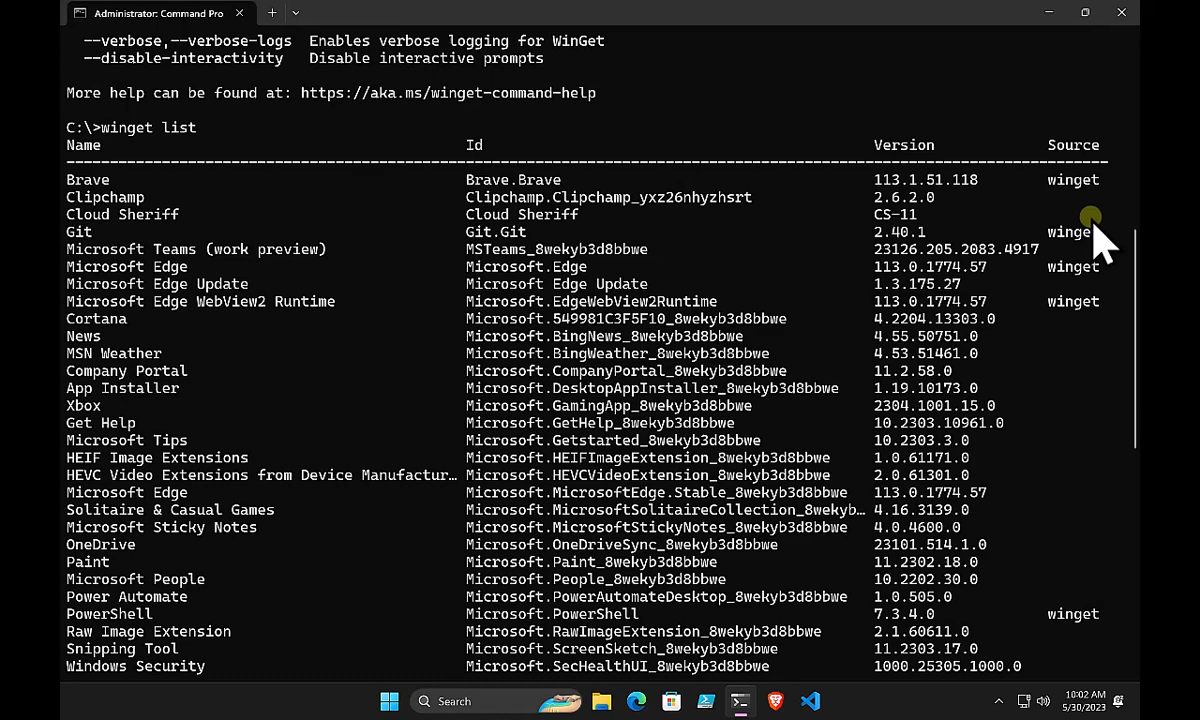 Administrator: Command Pro
--verbose,--verbose-logs Enables verbose logging for WinGet
--disable-interactivity Disable interactive prompts
More help can be found at: https://aka.ms/winget-command-help
C:\>winget list
Name Id Version Source
Brave Brave.Brave 113.1.51.118 winget
Clipchamp Clipchamp.Clipchamp_yxz26nhyzhsrt 2.6.2.0
Cloud Sheriff Cloud Sheriff CS-11
Git Git.Git 2.40.1 winge
Microsoft Teams (work preview) MSTeams_8wekyb3d8bbwe 23126.205.2083.4917
Microsoft Edge Microsoft.Edge 113.0.1774.57 winget
Microsoft Edge Update Microsoft Edge Update 1.3.175.27
Microsoft Edge WebView2 Runtime Microsoft.EdgeWebView2Runtime 113.0.1774.57 winget
Cortana Microsoft.549981C3F5F10_8wekyb3d8bbwe 4.2204.13303.0
News Microsoft.BingNews_8wekyb3d8bbwe 4.55.50751.0
MSN Weather Microsoft.BingWeather_8wekyb3d8bbwe 4.53.51461.0
Company Portal Microsoft.CompanyPortal_8wekyb3d8bbwe 11.2.58.0
App Installer Microsoft.DesktopAppInstaller_8wekyb3d8bbwe 1.19.10173.0
Xbox Microsoft.GamingApp_8wekyb3d8bbwe 2304.1001.15.0
Get Help Microsoft.GetHelp_8wekyb3d8bbwe 10.2303.10961.0
Microsoft Tips Microsoft.Getstarted_8wekyb3d8bbwe 10.2303.3.0
HEIF Image Extensions Microsoft.HEIFImageExtension_8wekyb3d8bbwe 1.0.61171.0
HEVC Video Extensions from Device Manufactur… Microsoft.HEVCVideoExtension_8wekyb3d8bbwe 2.0.61301.0
Microsoft Edge Microsoft.MicrosoftEdge.Stable_8wekyb3d8bbwe 113.0.1774.57
Solitaire & Casual Games Microsoft.MicrosoftSolitaireCollection_8wekyb… 4.16.3139.0
Microsoft Sticky Notes Microsoft.MicrosoftStickyNotes_8wekyb3d8bbwe 4.0.4600.0
OneDrive Microsoft.OneDriveSync_8wekyb3d8bbwe 23101.514.1.0
Paint Microsoft.Paint_8wekyb3d8bbwe 11.2302.18.0
Microsoft People Microsoft.People_8wekyb3d8bbwe 10.2202.30.0
Power Automate Microsoft.PowerAutomateDesktop_8wekyb3d8bbwe 1.0.505.0
PowerShell Microsoft.PowerShell 7.3.4.0 winget
Raw Image Extension Microsoft.RawImageExtension_8wekyb3d8bbwe 2.1.60611.0
Snipping Tool Microsoft.ScreenSketch_8wekyb3d8bbwe 11.2303.17.0
Windows Security Microsoft.SecHealthUI_8wekyb3d8bbwe 1000.25305.1000.0
Search
10:02 AM
5/30/2023